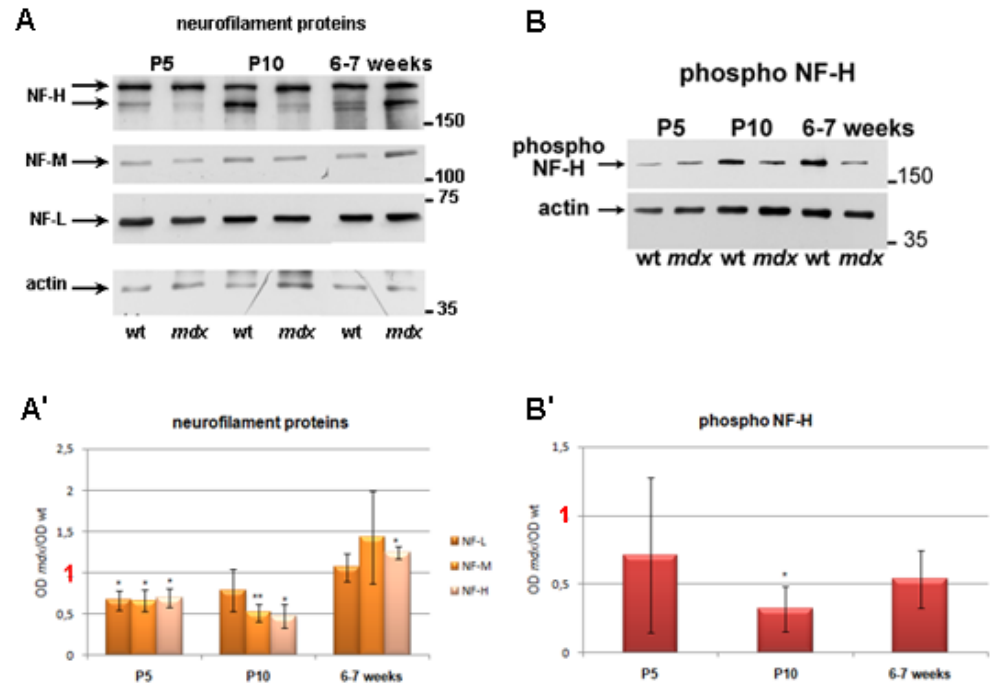 A
neurofilament proteins
P5 P10 6-7 weeks
NF-H
150
NF-M
100
75
NF-L
actin
35
wt mdx wt mdx wt mdx
B
phospho NF-H
P5 P10 6-7 weeks
phospho
NF-H
150
actin
35
wt mdx wt mdx wt mdx
A'
neurofilament proteins
OD mdx/OD wt
2,5
2
1,5
1
0,5
0
* * *
** *
*
P5 P10 6-7 weeks
NF-L
NF-M
NF-H
B'
phospho NF-H
OD mdx/OD wt
1,5
1
0,5
0
*
P5 P10 6-7 weeks